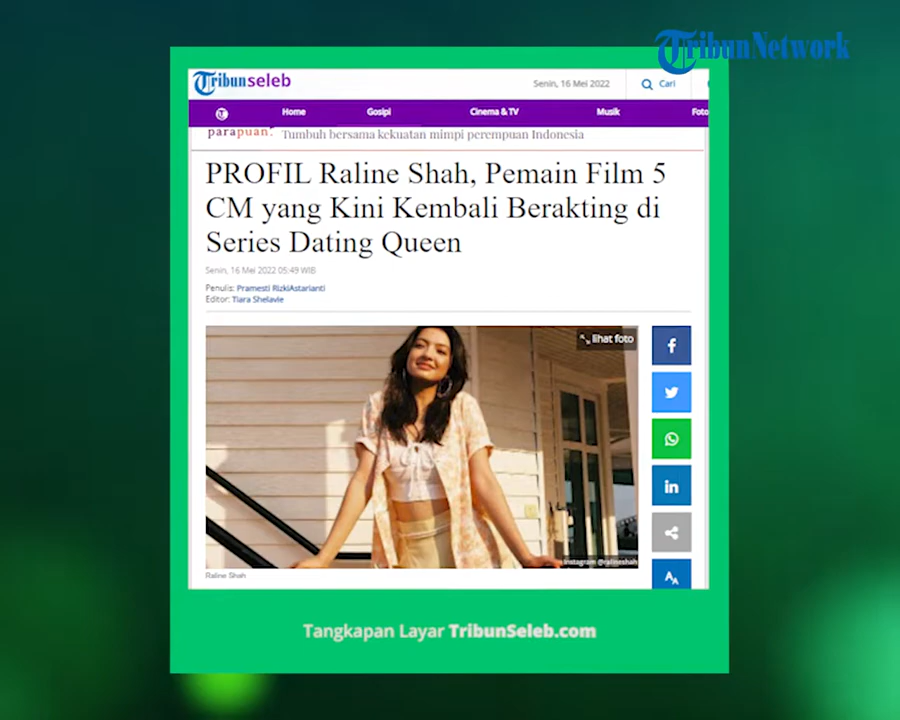 TribunNetwork
Tribunseleb
Senin, 16 Mei 2022
Cari
Home
Gosipi
Cinema & TV
Musik
Foto
parapuan.
Tumbuh bersama kekuatan mimpi perempuan Indonesia
PROFIL Raline Shah, Pemain Film 5
CM yang Kini Kembali Berakting di
Series Dating Queen
Senin, 16 Mei 2022 05:49 WIB
Penulis: Pramesti RizkiAstarianti
Editor: Tiara Shelavie
lihat foto
Instagram @ralineshah
Raline Shah
AA
Tangkapan Layar TribunSeleb.com